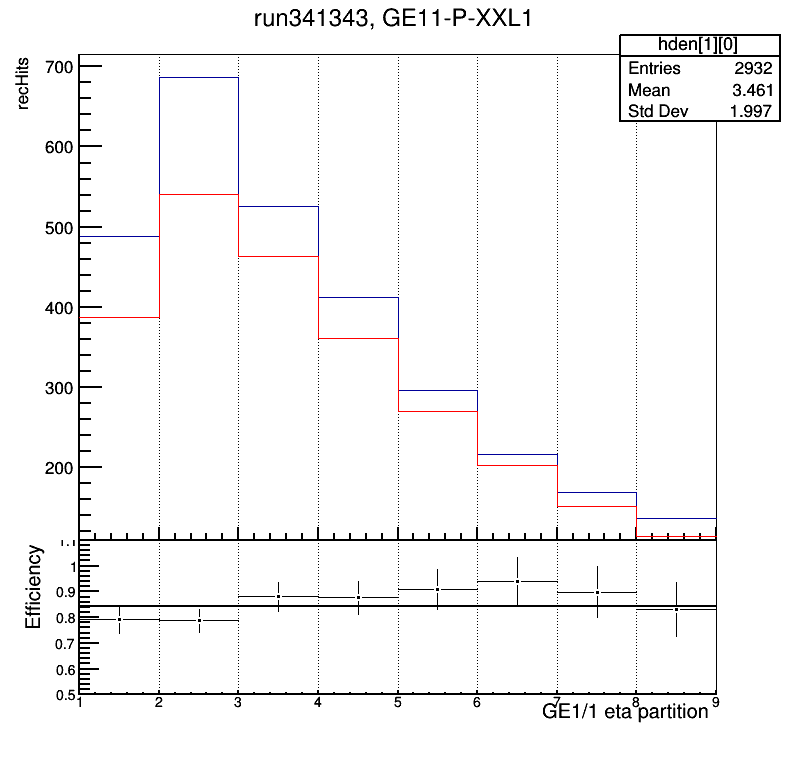 run341343, GE11-P-XXL1
hden[1][0]
Entries 2932
Mean 3.461
Std Dev 1.997
recHits
700
600
500
400
300
200
Efficiency
1.1
1
0.9
0.8
0.7
0.6
0.5
1 2 3 4 5 6 7 8 9
GE1/1 eta partition